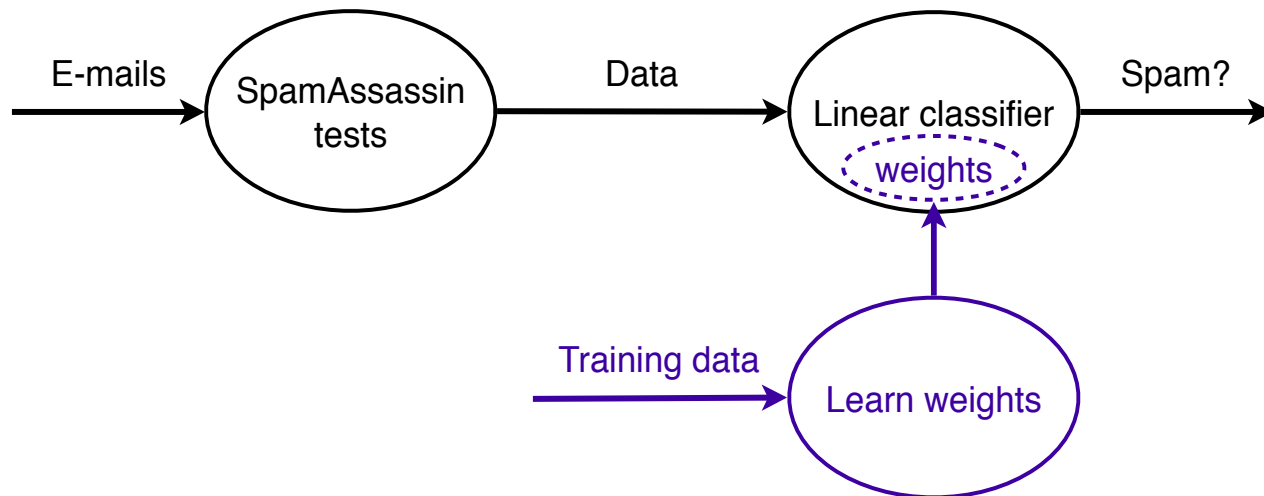 E-mails
SpamAssassin
tests
Data
Linear classifier
weights
Spam?
Training data
Learn weights